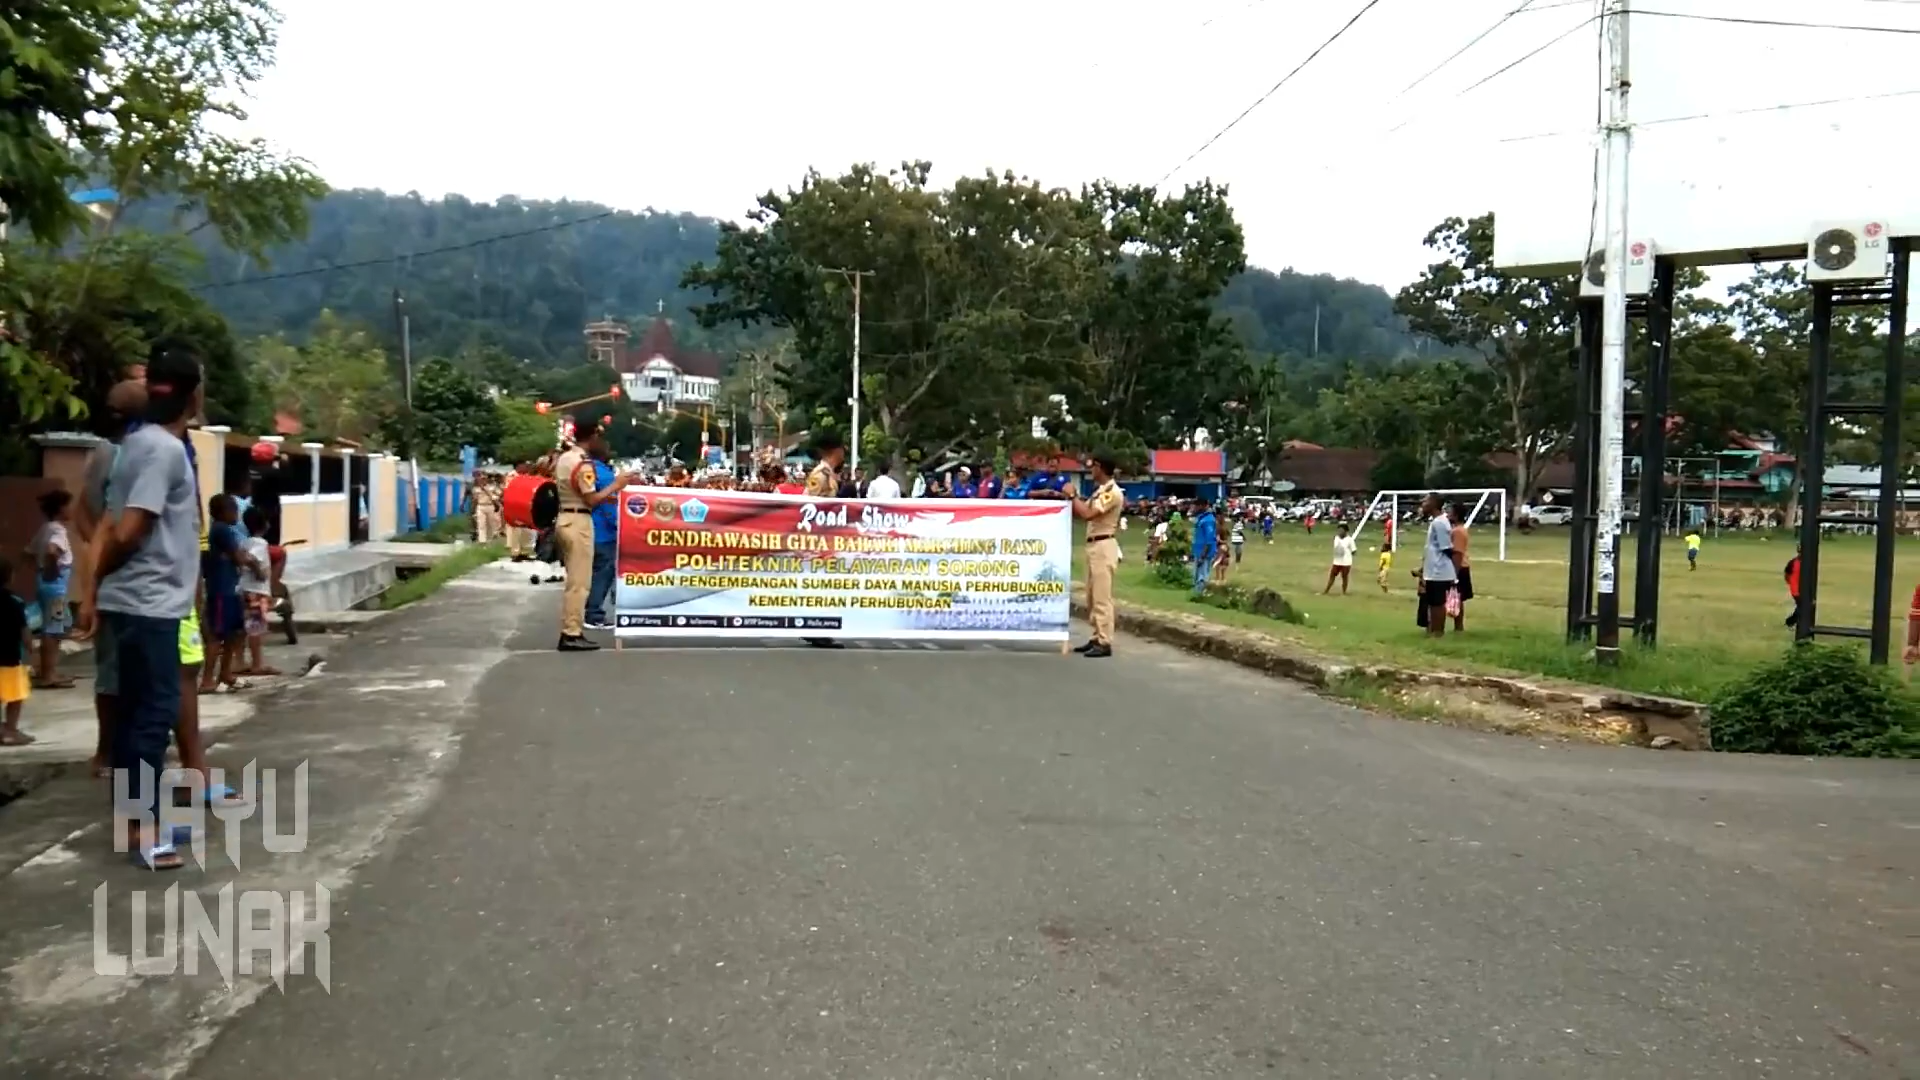 Road Show
CENDRAWASIH GITA BAHARI MARCHING BAND
POLITEKNIK PELAYARAN SORONG
BADAN PENGEMBANGAN SUMBER DAYA MANUSIA PERHUBUNGAN
KEMENTERIAN PERHUBUNGAN
LG
LG
KAYU
LUNAK